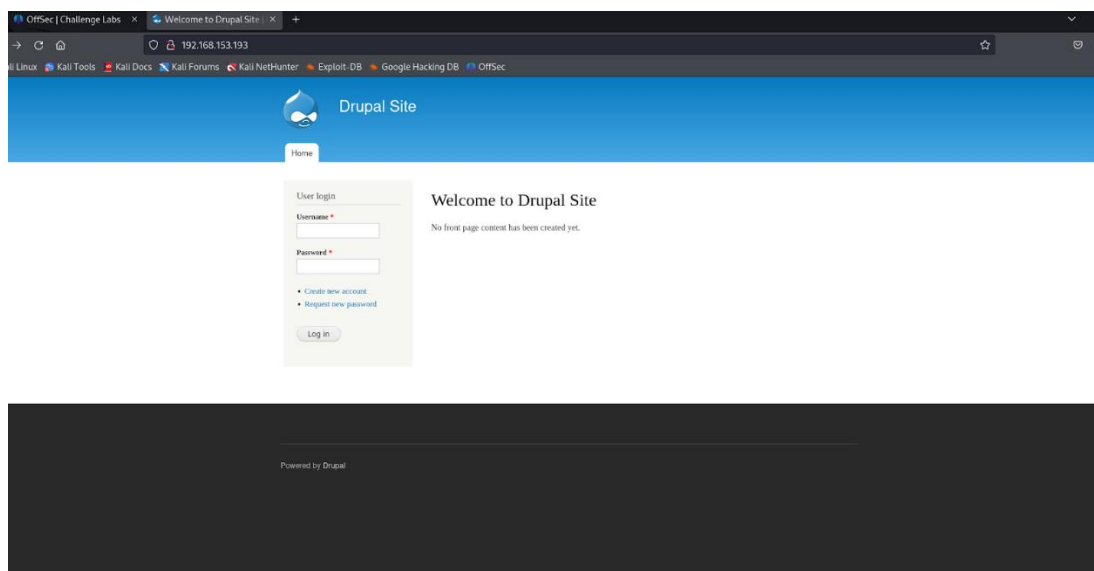 OffSec | Challenge Labs × Welcome to Drupal Site | × +
192.168.153.193
Kali Tools Kali Docs Kali Forums Kali NetHunter Exploit-DB Google Hacking DB OffSec
Drupal Site
Home
User login
Username *
Password *
Create new account
Request new password
Log in
Welcome to Drupal Site
No front page content has been created yet.
Powered by Drupal